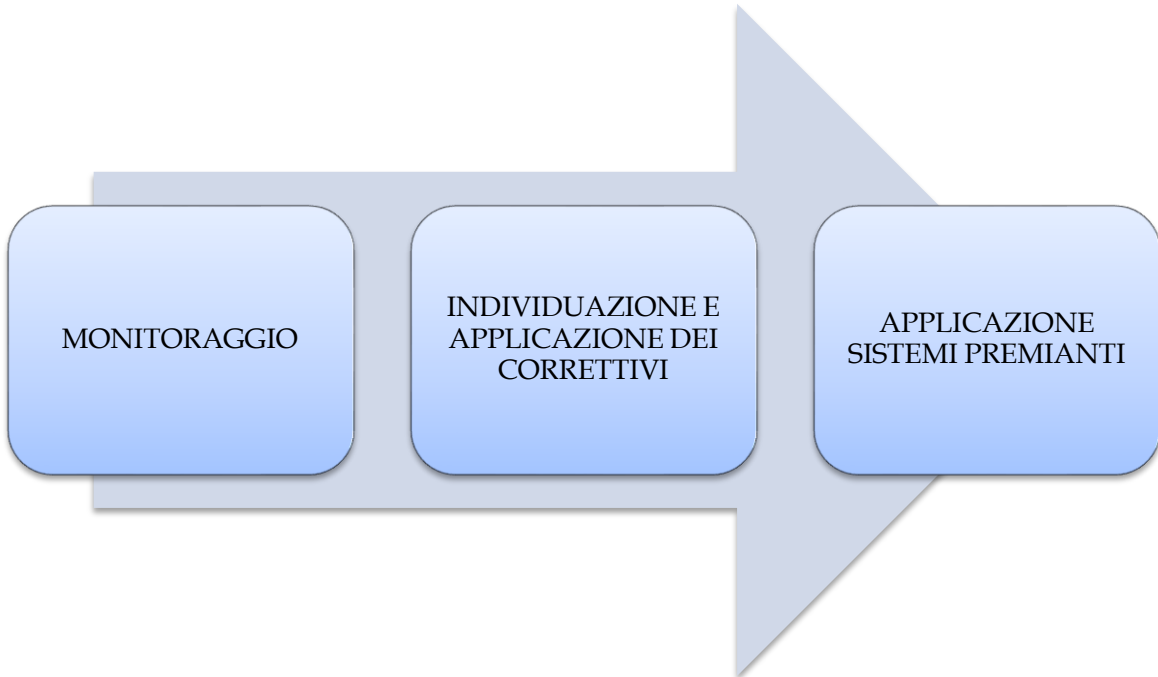 MONITORAGGIO
INDIVIDUAZIONE E
APPLICAZIONE DEI
CORRETTIVI
APPLICAZIONE
SISTEMI PREMIANTI